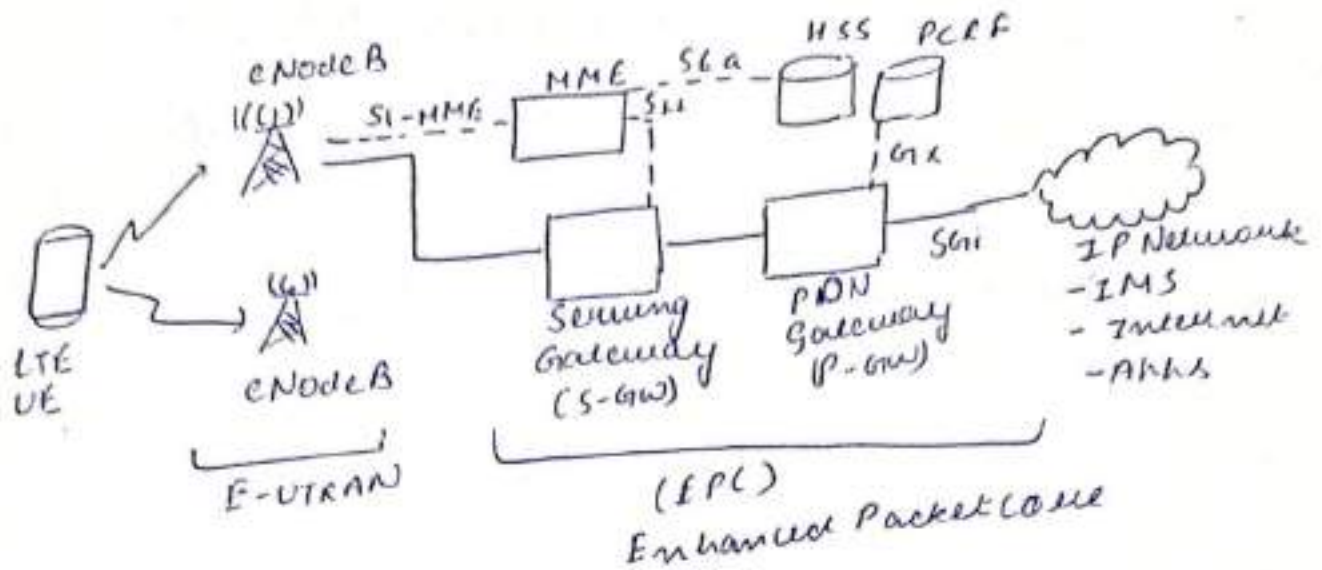 HSS
PCRF
eNodeB
MME
S6a
S1-MME
S11
Gx
SGi
IP Network
- IMS
- Internet
- Apps
LTE
UE
eNodeB
Serving
Gateway
(S-GW)
PDN
Gateway
(P-GW)
E-UTRAN
(EPC)
Enhanced Packet Core